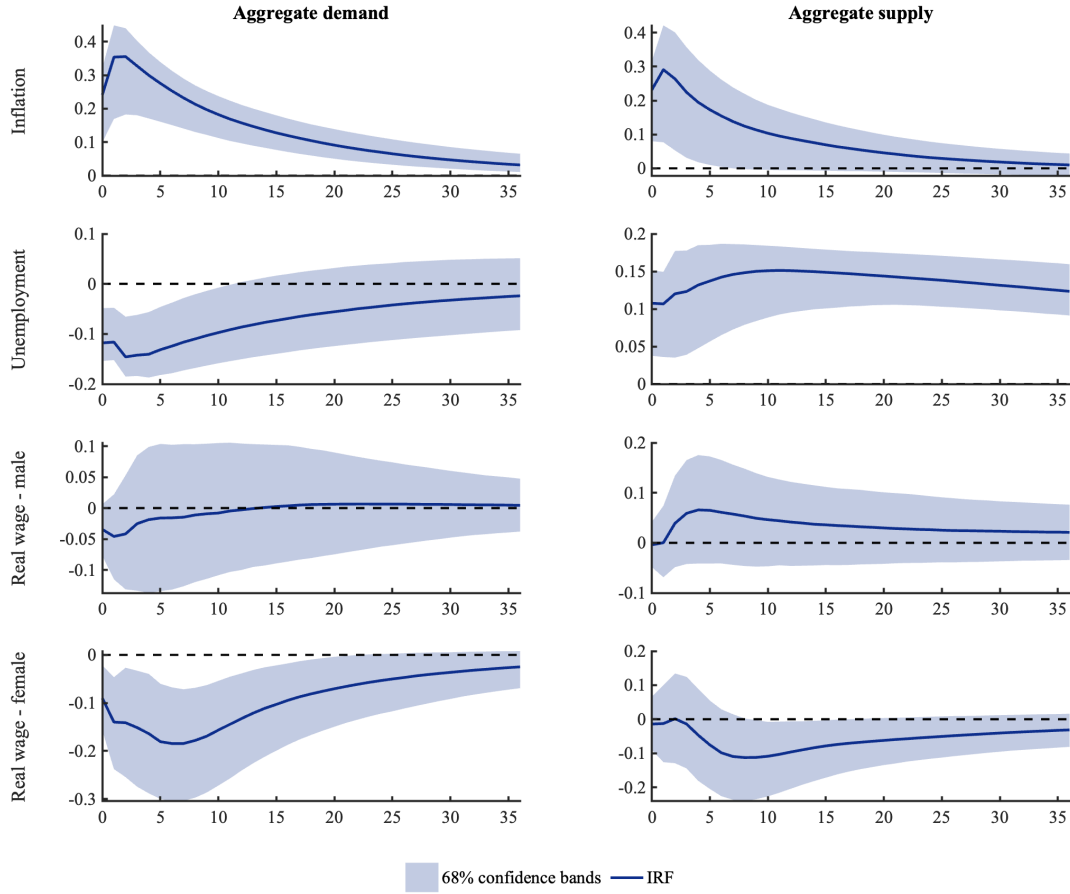 Aggregate demand
Aggregate supply
Inflation
0.4
0.3
0.2
0.1
0
0 5 10 15 20 25 30 35
0.4
0.3
0.2
0.1
0
0 5 10 15 20 25 30 35
Unemployment
0.1
0
-0.1
-0.2
0 5 10 15 20 25 30 35
0.2
0.15
0.1
0.05
0
0 5 10 15 20 25 30 35
Real wage - male
0.1
0.05
0
-0.05
-0.1
0 5 10 15 20 25 30 35
0.2
0.1
0
-0.1
0 5 10 15 20 25 30 35
Real wage - female
0
-0.1
-0.2
-0.3
0 5 10 15 20 25 30 35
0.2
0.1
0
-0.1
-0.2
0 5 10 15 20 25 30 35
68% confidence bands IRF